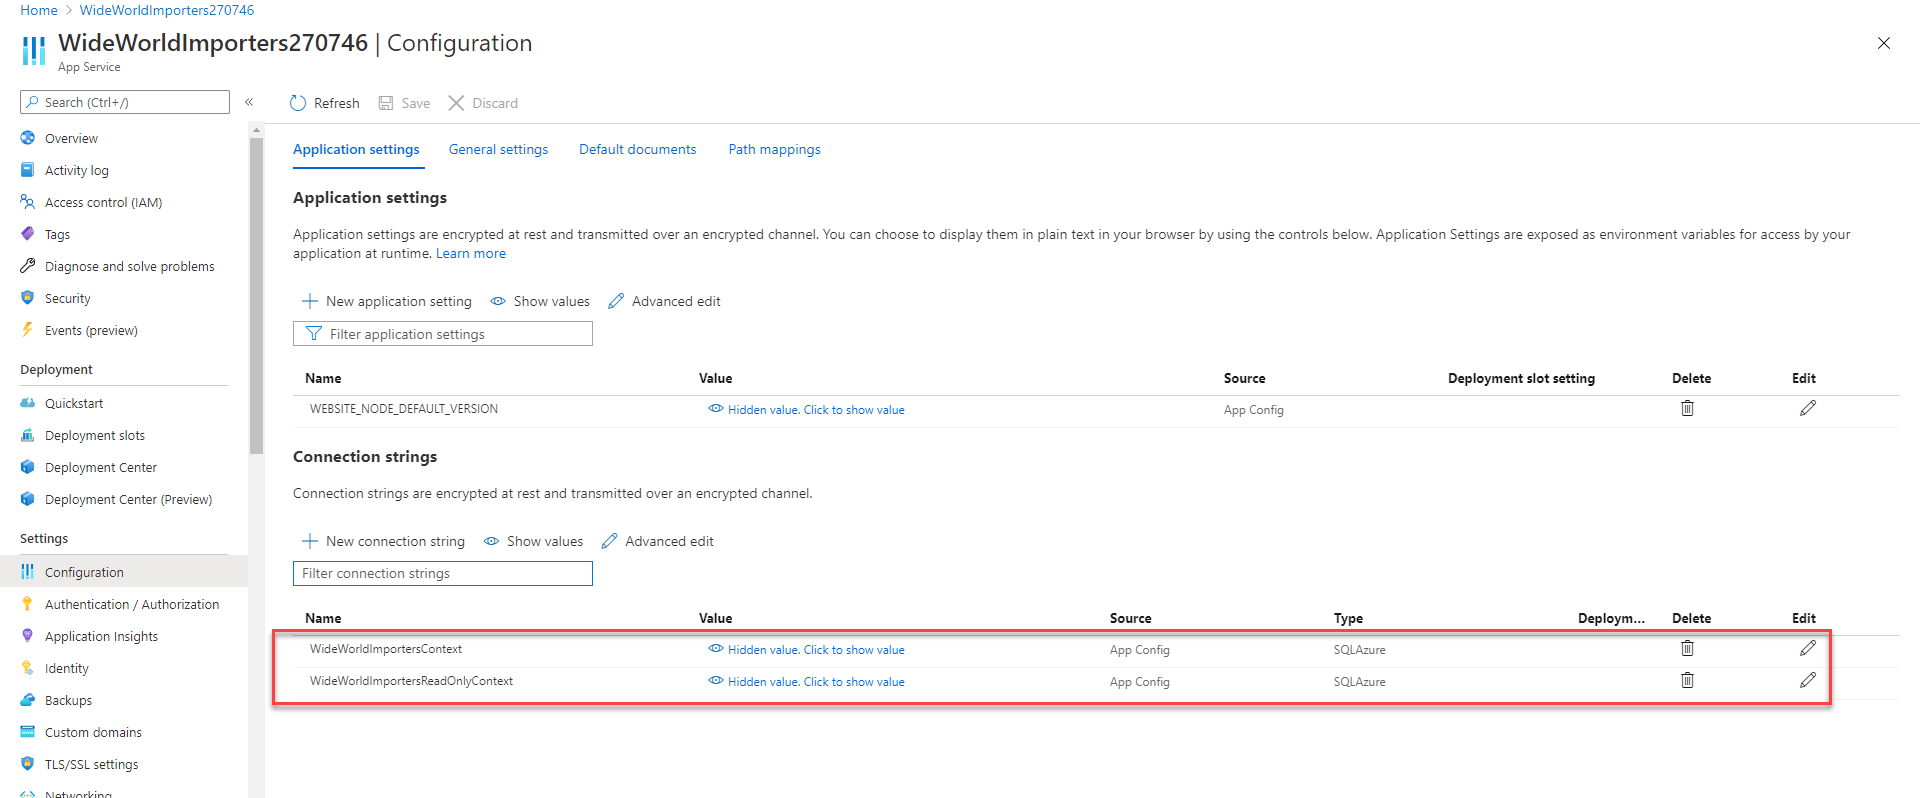 Home > WideWorldImporters270746
WideWorldImporters270746 | Configuration
App Service
Search (Ctrl+/)
«
Overview
Activity log
Access control (IAM)
Tags
Diagnose and solve problems
Security
Events (preview)
Deployment
Quickstart
Deployment slots
Deployment Center
Deployment Center (Preview)
Settings
Configuration
Authentication / Authorization
Application Insights
Identity
Backups
Custom domains
TLS/SSL settings
Networking
Refresh Save Discard
Application settings General settings Default documents Path mappings
Application settings
Application settings are encrypted at rest and transmitted over an encrypted channel. You can choose to display them in plain text in your browser by using the controls below. Application Settings are exposed as environment variables for access by your
application at runtime. Learn more
New application setting Show values Advanced edit
Filter application settings
Name Value Source Deployment slot setting Delete Edit
WEBSITE_NODE_DEFAULT_VERSION Hidden value. Click to show value App Config
Connection strings
Connection strings are encrypted at rest and transmitted over an encrypted channel.
New connection string Show values Advanced edit
Filter connection strings
Name Value Source Type Deploym... Delete Edit
WideWorldImportersContext Hidden value. Click to show value App Config SQLAzure
WideWorldImportersReadOnlyContext Hidden value. Click to show value App Config SQLAzure